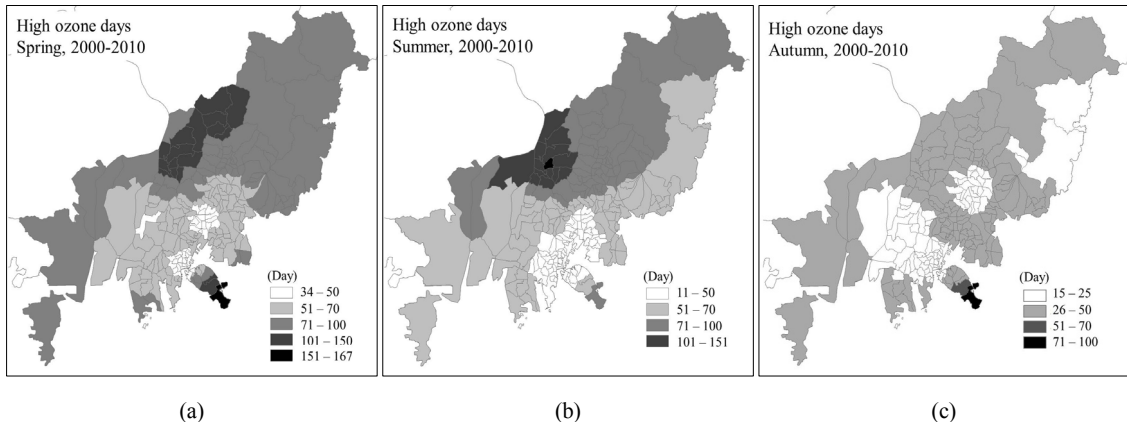 High ozone days
Spring, 2000-2010
(Day)
34 – 50
51 – 70
71 – 100
101 – 150
151 – 167
High ozone days
Summer, 2000-2010
(Day)
11 – 50
51 – 70
71 – 100
101 – 151
High ozone days
Autumn, 2000-2010
(Day)
15 – 25
26 – 50
51 – 70
71 – 100
(a)
(b)
(c)